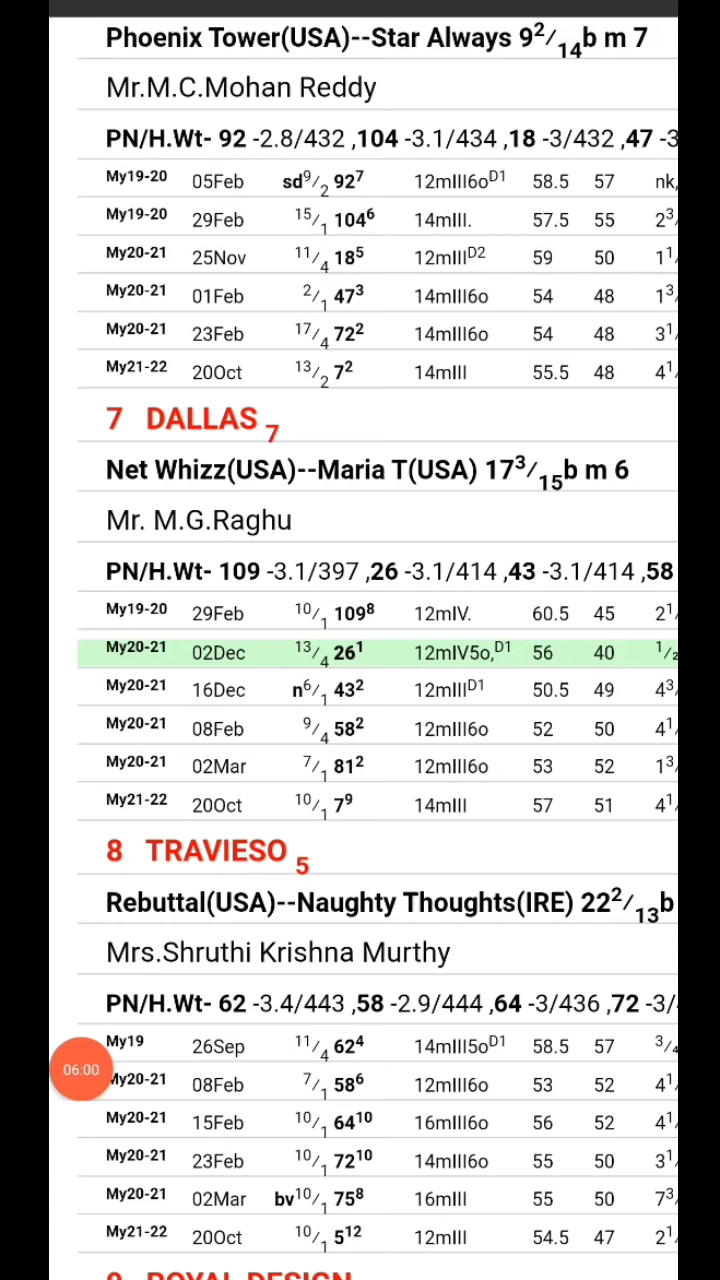 Phoenix Tower(USA)--Star Always 9²/₁₄b m 7
Mr.M.C.Mohan Reddy
PN/H.Wt- 92 -2.8/432 ,104 -3.1/434 ,18 -3/432 ,47 -3
My19-20 05Feb sd⁹/₂ 92⁷ 12mIII6oᴰ¹ 58.5 57 nk,
My19-20 29Feb ¹⁵/₁ 104⁶ 14mIII. 57.5 55 2³/
My20-21 25Nov ¹¹/₄ 18⁵ 12mIIIᴰ² 59 50 1¹/
My20-21 01Feb ²/₁ 47³ 14mIII6o 54 48 1³/
My20-21 23Feb ¹⁷/₄ 72² 14mIII6o 54 48 3¹/
My21-22 20Oct ¹³/₂ 7² 14mIII 55.5 48 4¹/
7 DALLAS ₇
Net Whizz(USA)--Maria T(USA) 17³/₁₅b m 6
Mr. M.G.Raghu
PN/H.Wt- 109 -3.1/397 ,26 -3.1/414 ,43 -3.1/414 ,58
My19-20 29Feb ¹⁰/₁ 109⁸ 12mIV. 60.5 45 2¹/
My20-21 02Dec ¹³/₄ 26¹ 12mIV5o,ᴰ¹ 56 40 ¹/₂
My20-21 16Dec n⁶/₁ 43² 12mIIIᴰ¹ 50.5 49 4³/
My20-21 08Feb ⁹/₄ 58² 12mIII6o 52 50 4¹/
My20-21 02Mar ⁷/₁ 81² 12mIII6o 53 52 1³/
My21-22 20Oct ¹⁰/₁ 7⁹ 14mIII 57 51 4¹/
8 TRAVIESO ₅
Rebuttal(USA)--Naughty Thoughts(IRE) 22²/₁₃b
Mrs.Shruthi Krishna Murthy
PN/H.Wt- 62 -3.4/443 ,58 -2.9/444 ,64 -3/436 ,72 -3/
My19 26Sep ¹¹/₄ 62⁴ 14mIII5oᴰ¹ 58.5 57 ³/₄
06:00
My20-21 08Feb ⁷/₁ 58⁶ 12mIII6o 53 52 4¹/
My20-21 15Feb ¹⁰/₁ 64¹⁰ 16mIII6o 56 52 4¹/
My20-21 23Feb ¹⁰/₁ 72¹⁰ 14mIII6o 55 50 3¹/
My20-21 02Mar bv¹⁰/₁ 75⁸ 16mIII 55 50 7³/
My21-22 20Oct ¹⁰/₁ 5¹² 12mIII 54.5 47 2¹/
9 ROYAL DESIGN